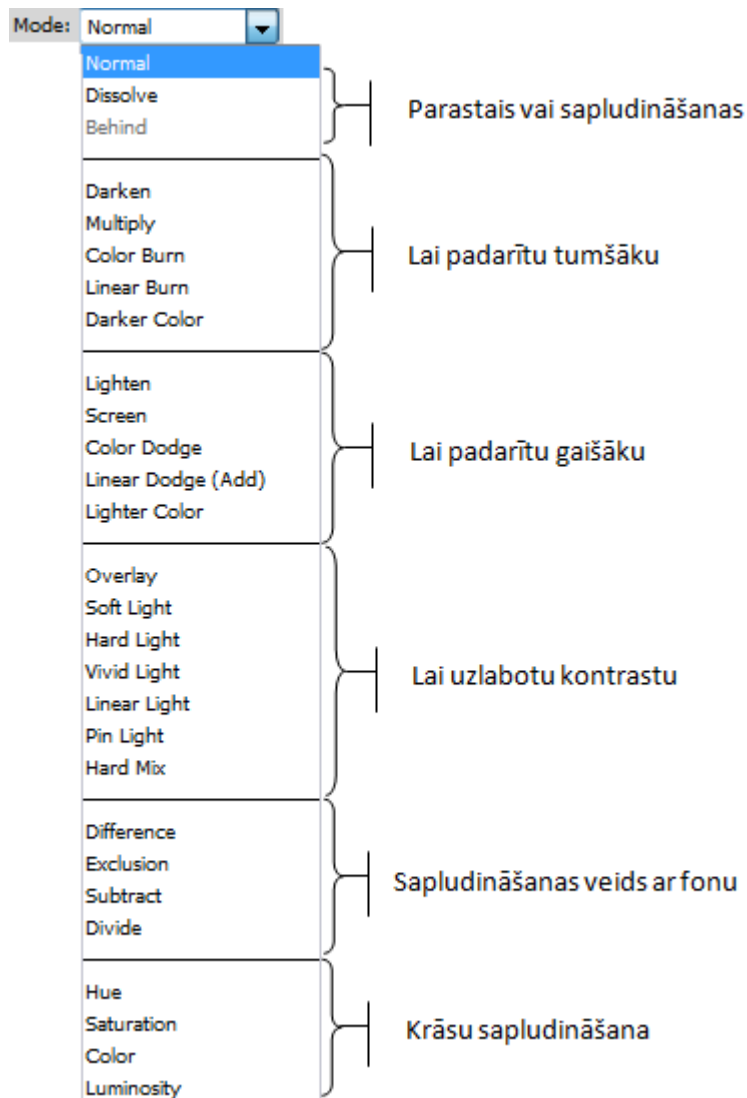 Mode: Normal
Normal
Dissolve
Behind
Parastais vai sapludināšanas
Darken
Multiply
Color Burn
Linear Burn
Darker Color
Lai padarītu tumšāku
Lighten
Screen
Color Dodge
Linear Dodge (Add)
Lighter Color
Lai padarītu gaišāku
Overlay
Soft Light
Hard Light
Vivid Light
Linear Light
Pin Light
Hard Mix
Lai uzlabotu kontrastu
Difference
Exclusion
Subtract
Divide
Sapludināšanas veids ar fonu
Hue
Saturation
Color
Luminosity
Krāsu sapludināšana